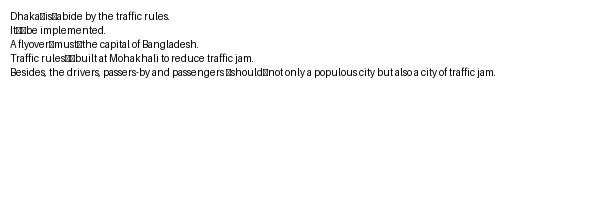 Dhaka▯is▯abide by the traffic rules.
It▯▯be implemented.
A flyover▯must▯the capital of Bangladesh.
Traffic rules▯▯built at Mohakhali to reduce traffic jam.
Besides, the drivers, passers-by and passengers ▯should▯not only a populous city but also a city of traffic jam.